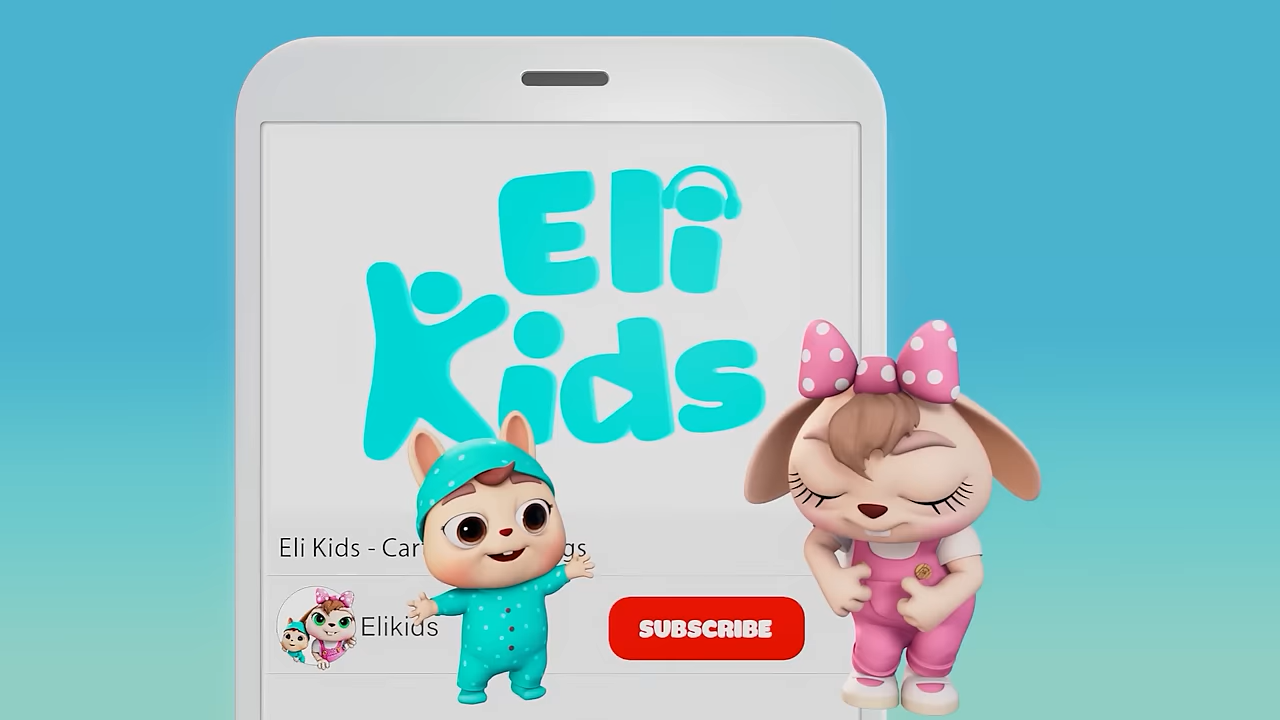 Eli
Kids
Eli Kids - Car gs
Elikids
SUBSCRIBE